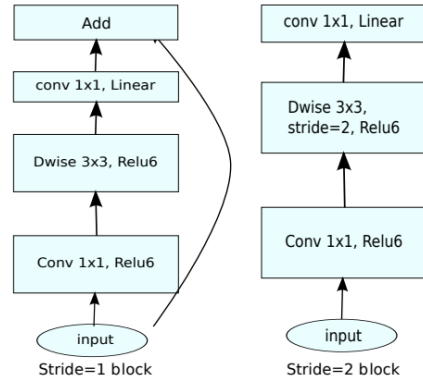 Add
conv 1x1, Linear
Dwise 3x3, Relu6
Conv 1x1, Relu6
input
Stride=1 block
conv 1x1, Linear
Dwise 3x3,
stride=2, Relu6
Conv 1x1, Relu6
input
Stride=2 block